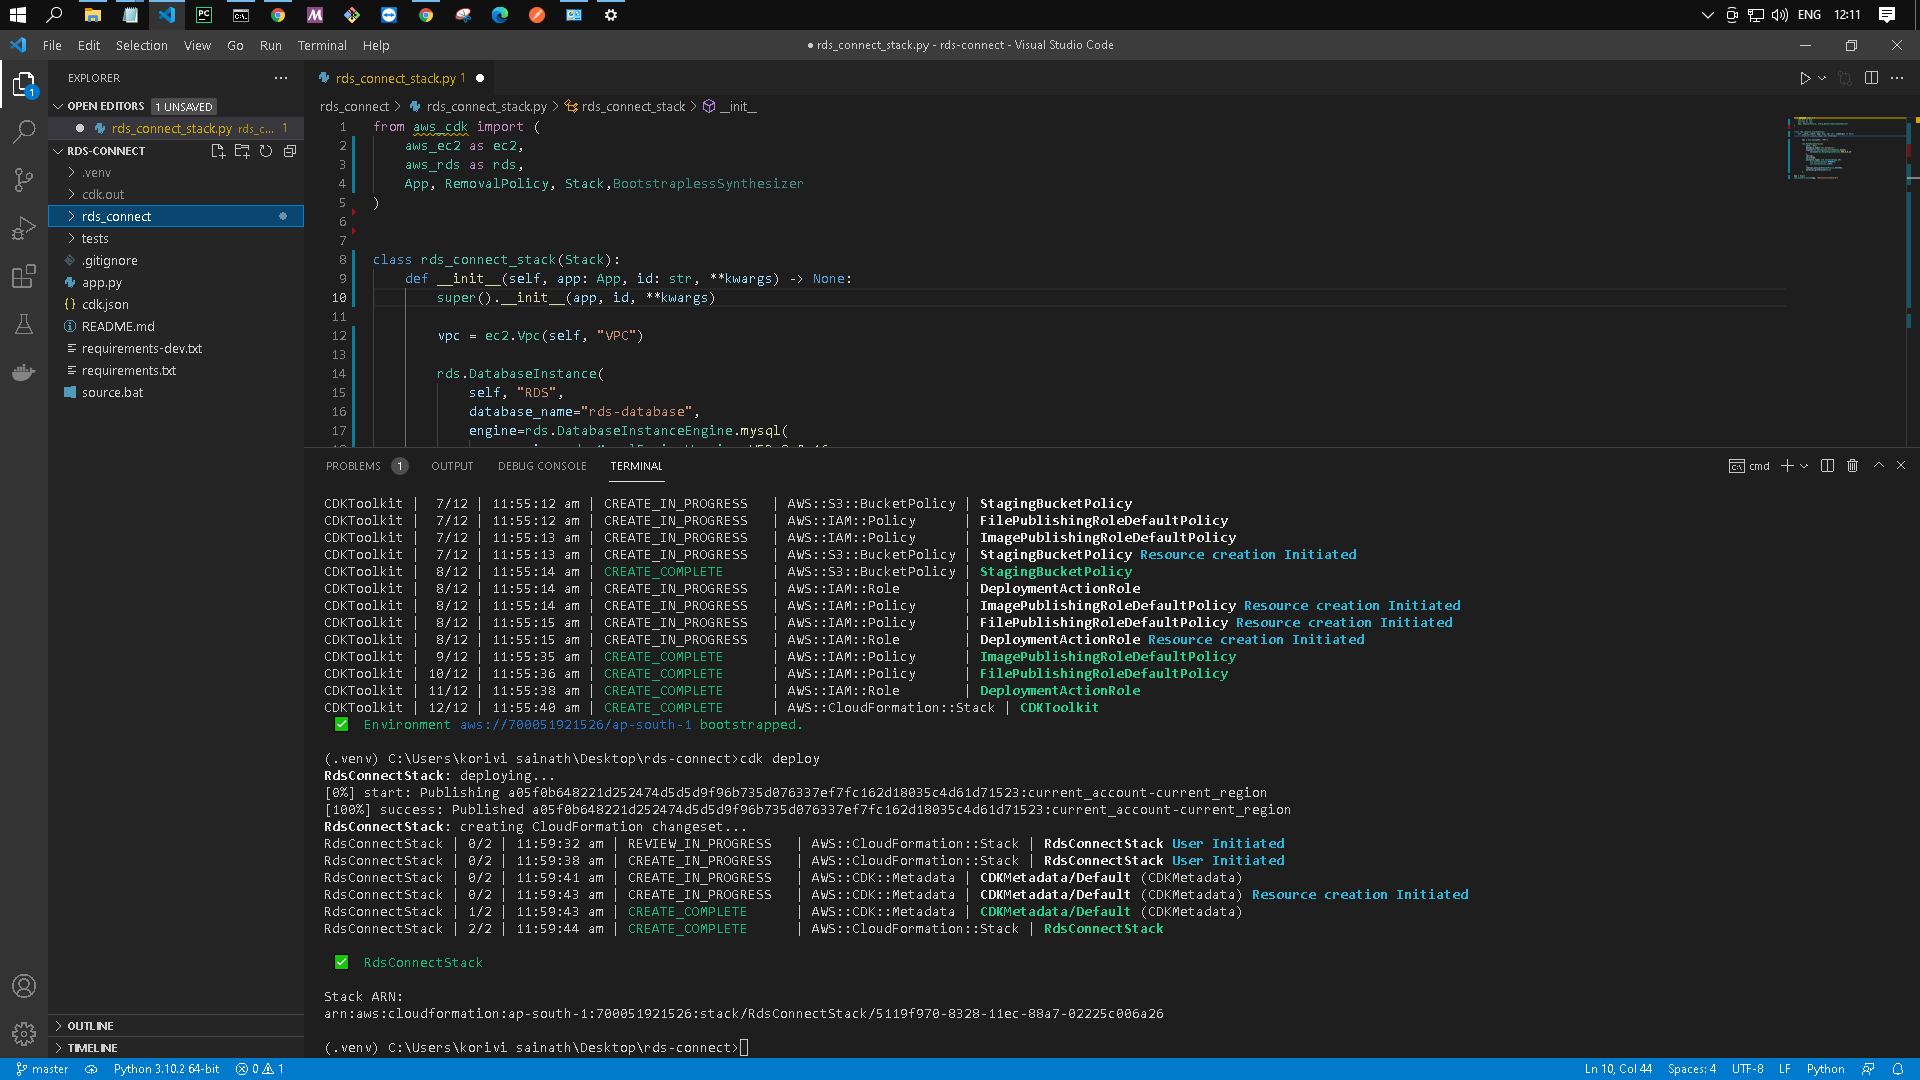 ENG
12:11
File Edit Selection View Go Run Terminal Help
● rds_connect_stack.py - rds-connect - Visual Studio Code
EXPLORER
OPEN EDITORS 1 UNSAVED
rds_connect_stack.py rds_c... 1
RDS-CONNECT
.venv
cdk.out
rds_connect
tests
.gitignore
app.py
cdk.json
README.md
requirements-dev.txt
requirements.txt
source.bat
OUTLINE
TIMELINE
rds_connect_stack.py 1
rds_connect > rds_connect_stack.py > rds_connect_stack > __init__
1 from aws_cdk import (
2 aws_ec2 as ec2,
3 aws_rds as rds,
4 App, RemovalPolicy, Stack,BootstraplessSynthesizer
5 )
6
7
8 class rds_connect_stack(Stack):
9 def __init__(self, app: App, id: str, **kwargs) -> None:
10 super().__init__(app, id, **kwargs)
11
12 vpc = ec2.Vpc(self, "VPC")
13
14 rds.DatabaseInstance(
15 self, "RDS",
16 database_name="rds-database",
17 engine=rds.DatabaseInstanceEngine.mysql(
PROBLEMS 1 OUTPUT DEBUG CONSOLE TERMINAL
cmd
CDKToolkit | 7/12 | 11:55:12 am | CREATE_IN_PROGRESS | AWS::S3::BucketPolicy | StagingBucketPolicy
CDKToolkit | 7/12 | 11:55:12 am | CREATE_IN_PROGRESS | AWS::IAM::Policy | FilePublishingRoleDefaultPolicy
CDKToolkit | 7/12 | 11:55:13 am | CREATE_IN_PROGRESS | AWS::IAM::Policy | ImagePublishingRoleDefaultPolicy
CDKToolkit | 7/12 | 11:55:13 am | CREATE_IN_PROGRESS | AWS::S3::BucketPolicy | StagingBucketPolicy Resource creation Initiated
CDKToolkit | 8/12 | 11:55:14 am | CREATE_COMPLETE | AWS::S3::BucketPolicy | StagingBucketPolicy
CDKToolkit | 8/12 | 11:55:14 am | CREATE_IN_PROGRESS | AWS::IAM::Role | DeploymentActionRole
CDKToolkit | 8/12 | 11:55:14 am | CREATE_IN_PROGRESS | AWS::IAM::Policy | ImagePublishingRoleDefaultPolicy Resource creation Initiated
CDKToolkit | 8/12 | 11:55:15 am | CREATE_IN_PROGRESS | AWS::IAM::Policy | FilePublishingRoleDefaultPolicy Resource creation Initiated
CDKToolkit | 8/12 | 11:55:15 am | CREATE_IN_PROGRESS | AWS::IAM::Role | DeploymentActionRole Resource creation Initiated
CDKToolkit | 9/12 | 11:55:35 am | CREATE_COMPLETE | AWS::IAM::Policy | ImagePublishingRoleDefaultPolicy
CDKToolkit | 10/12 | 11:55:36 am | CREATE_COMPLETE | AWS::IAM::Policy | FilePublishingRoleDefaultPolicy
CDKToolkit | 11/12 | 11:55:38 am | CREATE_COMPLETE | AWS::IAM::Role | DeploymentActionRole
CDKToolkit | 12/12 | 11:55:40 am | CREATE_COMPLETE | AWS::CloudFormation::Stack | CDKToolkit
✅ Environment aws://700051921526/ap-south-1 bootstrapped.
(.venv) C:\Users\korivi sainath\Desktop\rds-connect>cdk deploy
RdsConnectStack: deploying...
[0%] start: Publishing a05f0b648221d252474d5d5d9f96b735d076337ef7fc162d18035c4d61d71523:current_account-current_region
[100%] success: Published a05f0b648221d252474d5d5d9f96b735d076337ef7fc162d18035c4d61d71523:current_account-current_region
RdsConnectStack: creating CloudFormation changeset...
RdsConnectStack | 0/2 | 11:59:32 am | REVIEW_IN_PROGRESS | AWS::CloudFormation::Stack | RdsConnectStack User Initiated
RdsConnectStack | 0/2 | 11:59:38 am | CREATE_IN_PROGRESS | AWS::CloudFormation::Stack | RdsConnectStack User Initiated
RdsConnectStack | 0/2 | 11:59:41 am | CREATE_IN_PROGRESS | AWS::CDK::Metadata | CDKMetadata/Default (CDKMetadata)
RdsConnectStack | 0/2 | 11:59:43 am | CREATE_IN_PROGRESS | AWS::CDK::Metadata | CDKMetadata/Default (CDKMetadata) Resource creation Initiated
RdsConnectStack | 1/2 | 11:59:43 am | CREATE_COMPLETE | AWS::CDK::Metadata | CDKMetadata/Default (CDKMetadata)
RdsConnectStack | 2/2 | 11:59:44 am | CREATE_COMPLETE | AWS::CloudFormation::Stack | RdsConnectStack
✅ RdsConnectStack
Stack ARN:
arn:aws:cloudformation:ap-south-1:700051921526:stack/RdsConnectStack/5119f970-8328-11ec-88a7-02225c006a26
(.venv) C:\Users\korivi sainath\Desktop\rds-connect>
master Python 3.10.2 64-bit 0 1 Ln 10, Col 44 Spaces: 4 UTF-8 LF Python